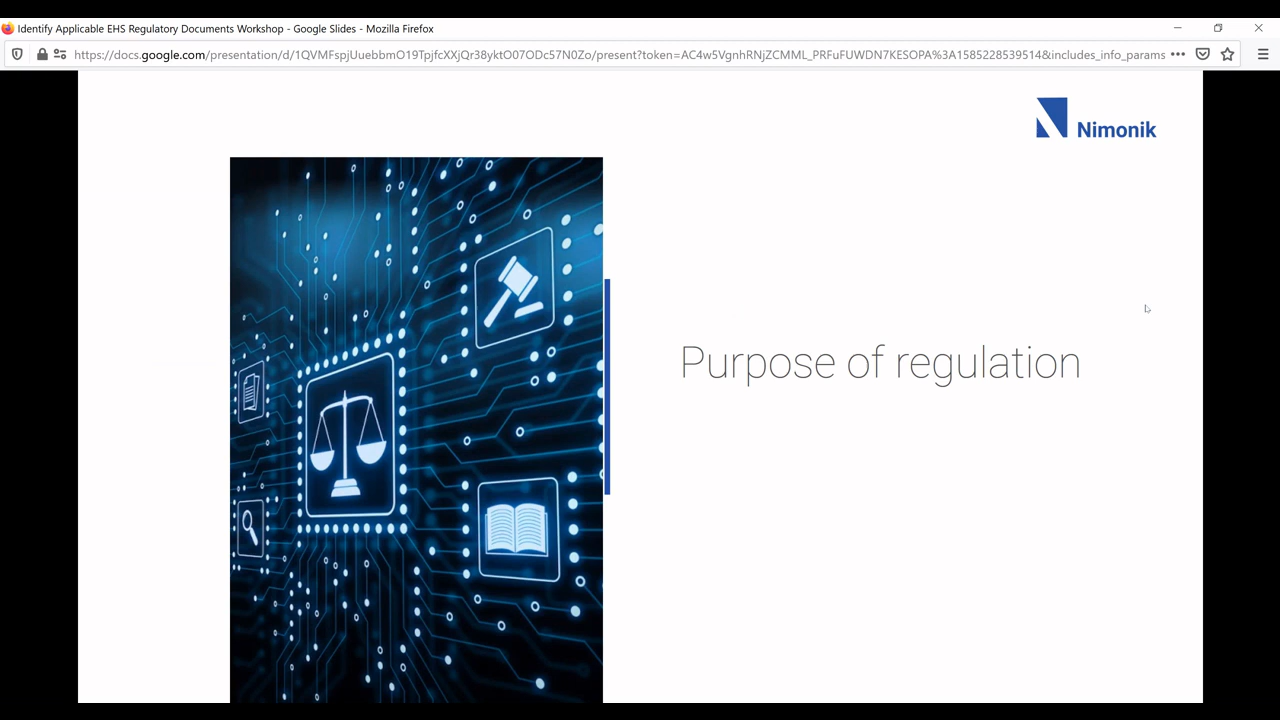 Identify Applicable EHS Regulatory Documents Workshop - Google Slides - Mozilla Firefox
https://docs.google.com/presentation/d/1QVMFspjUuebbmO19TpjfcXXjQr38yktO07ODc57N0Zo/present?token=AC4w5VgnhRNjZCMML_PRFuFUWDN7KESOPA%3A1585228539514&includes_info_params
Nimonik
Purpose of regulation